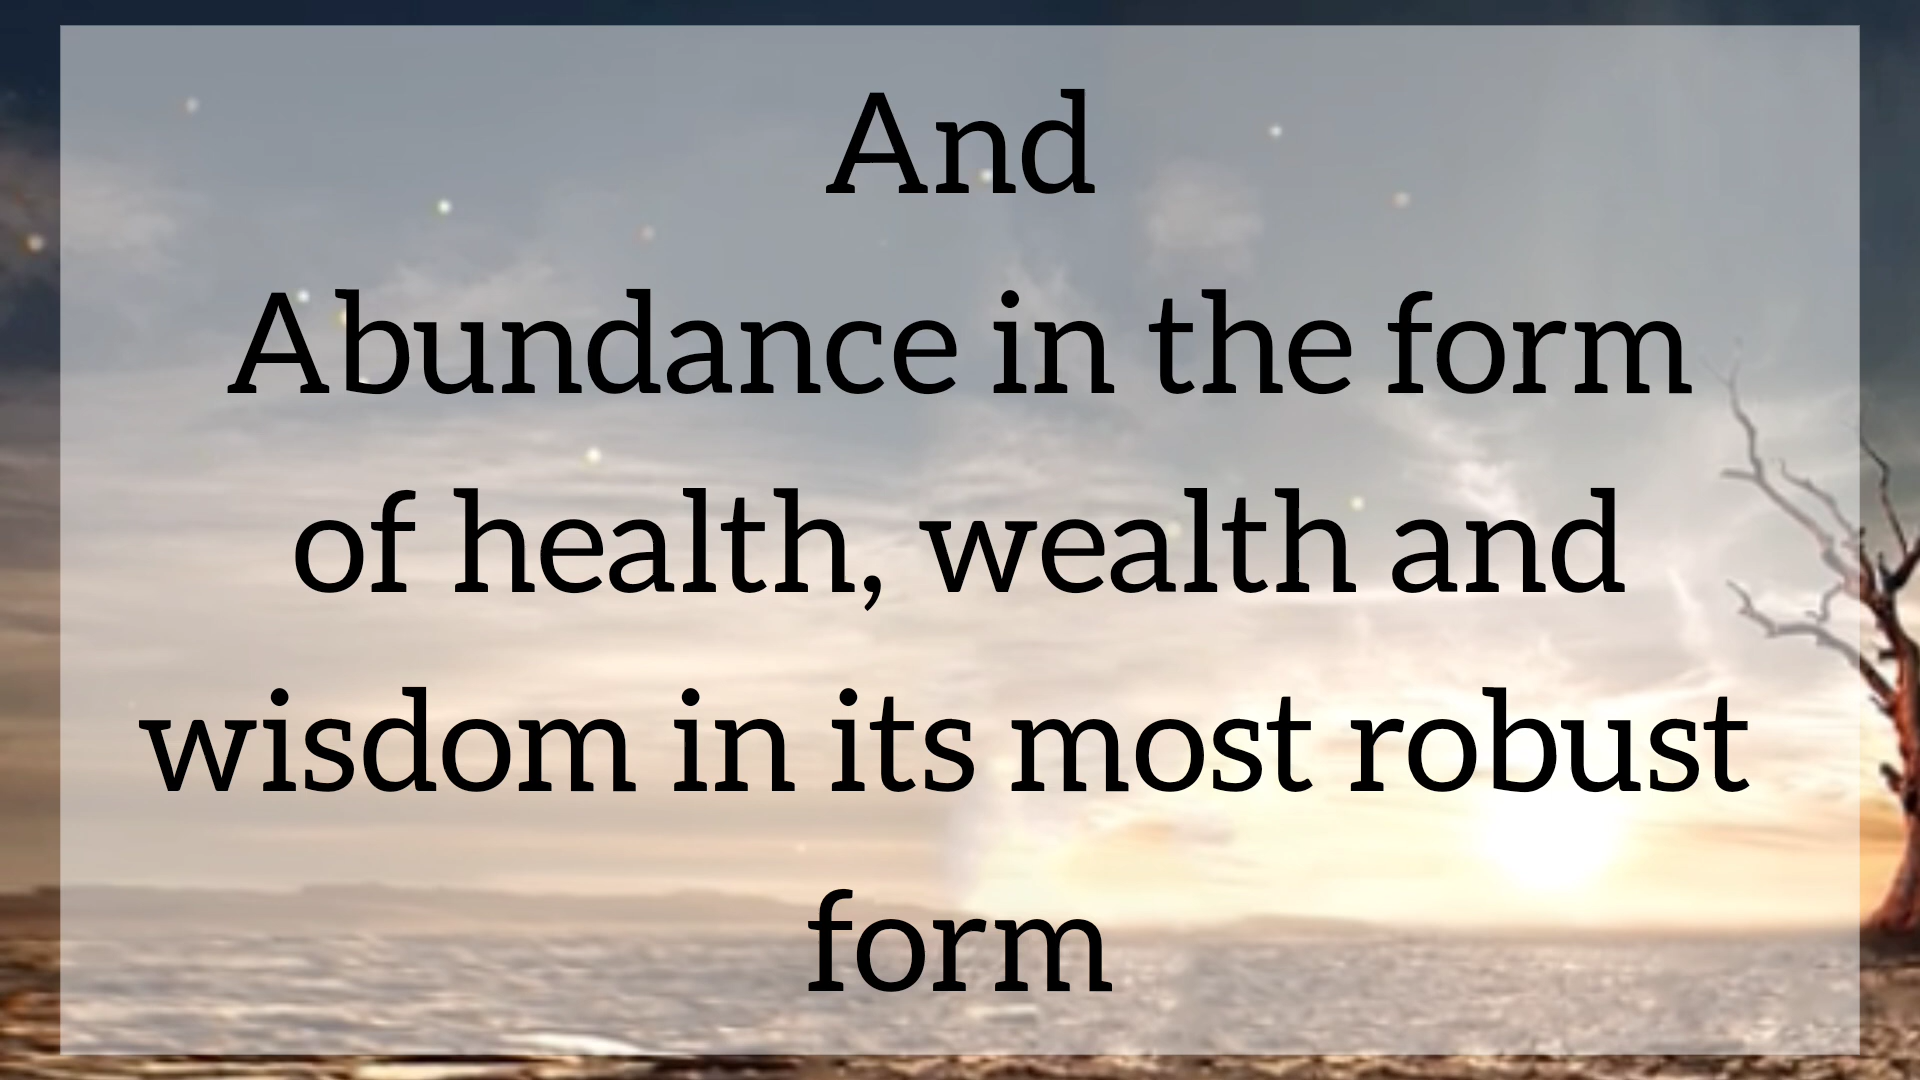 And
Abundance in the form
of health, wealth and
wisdom in its most robust
form